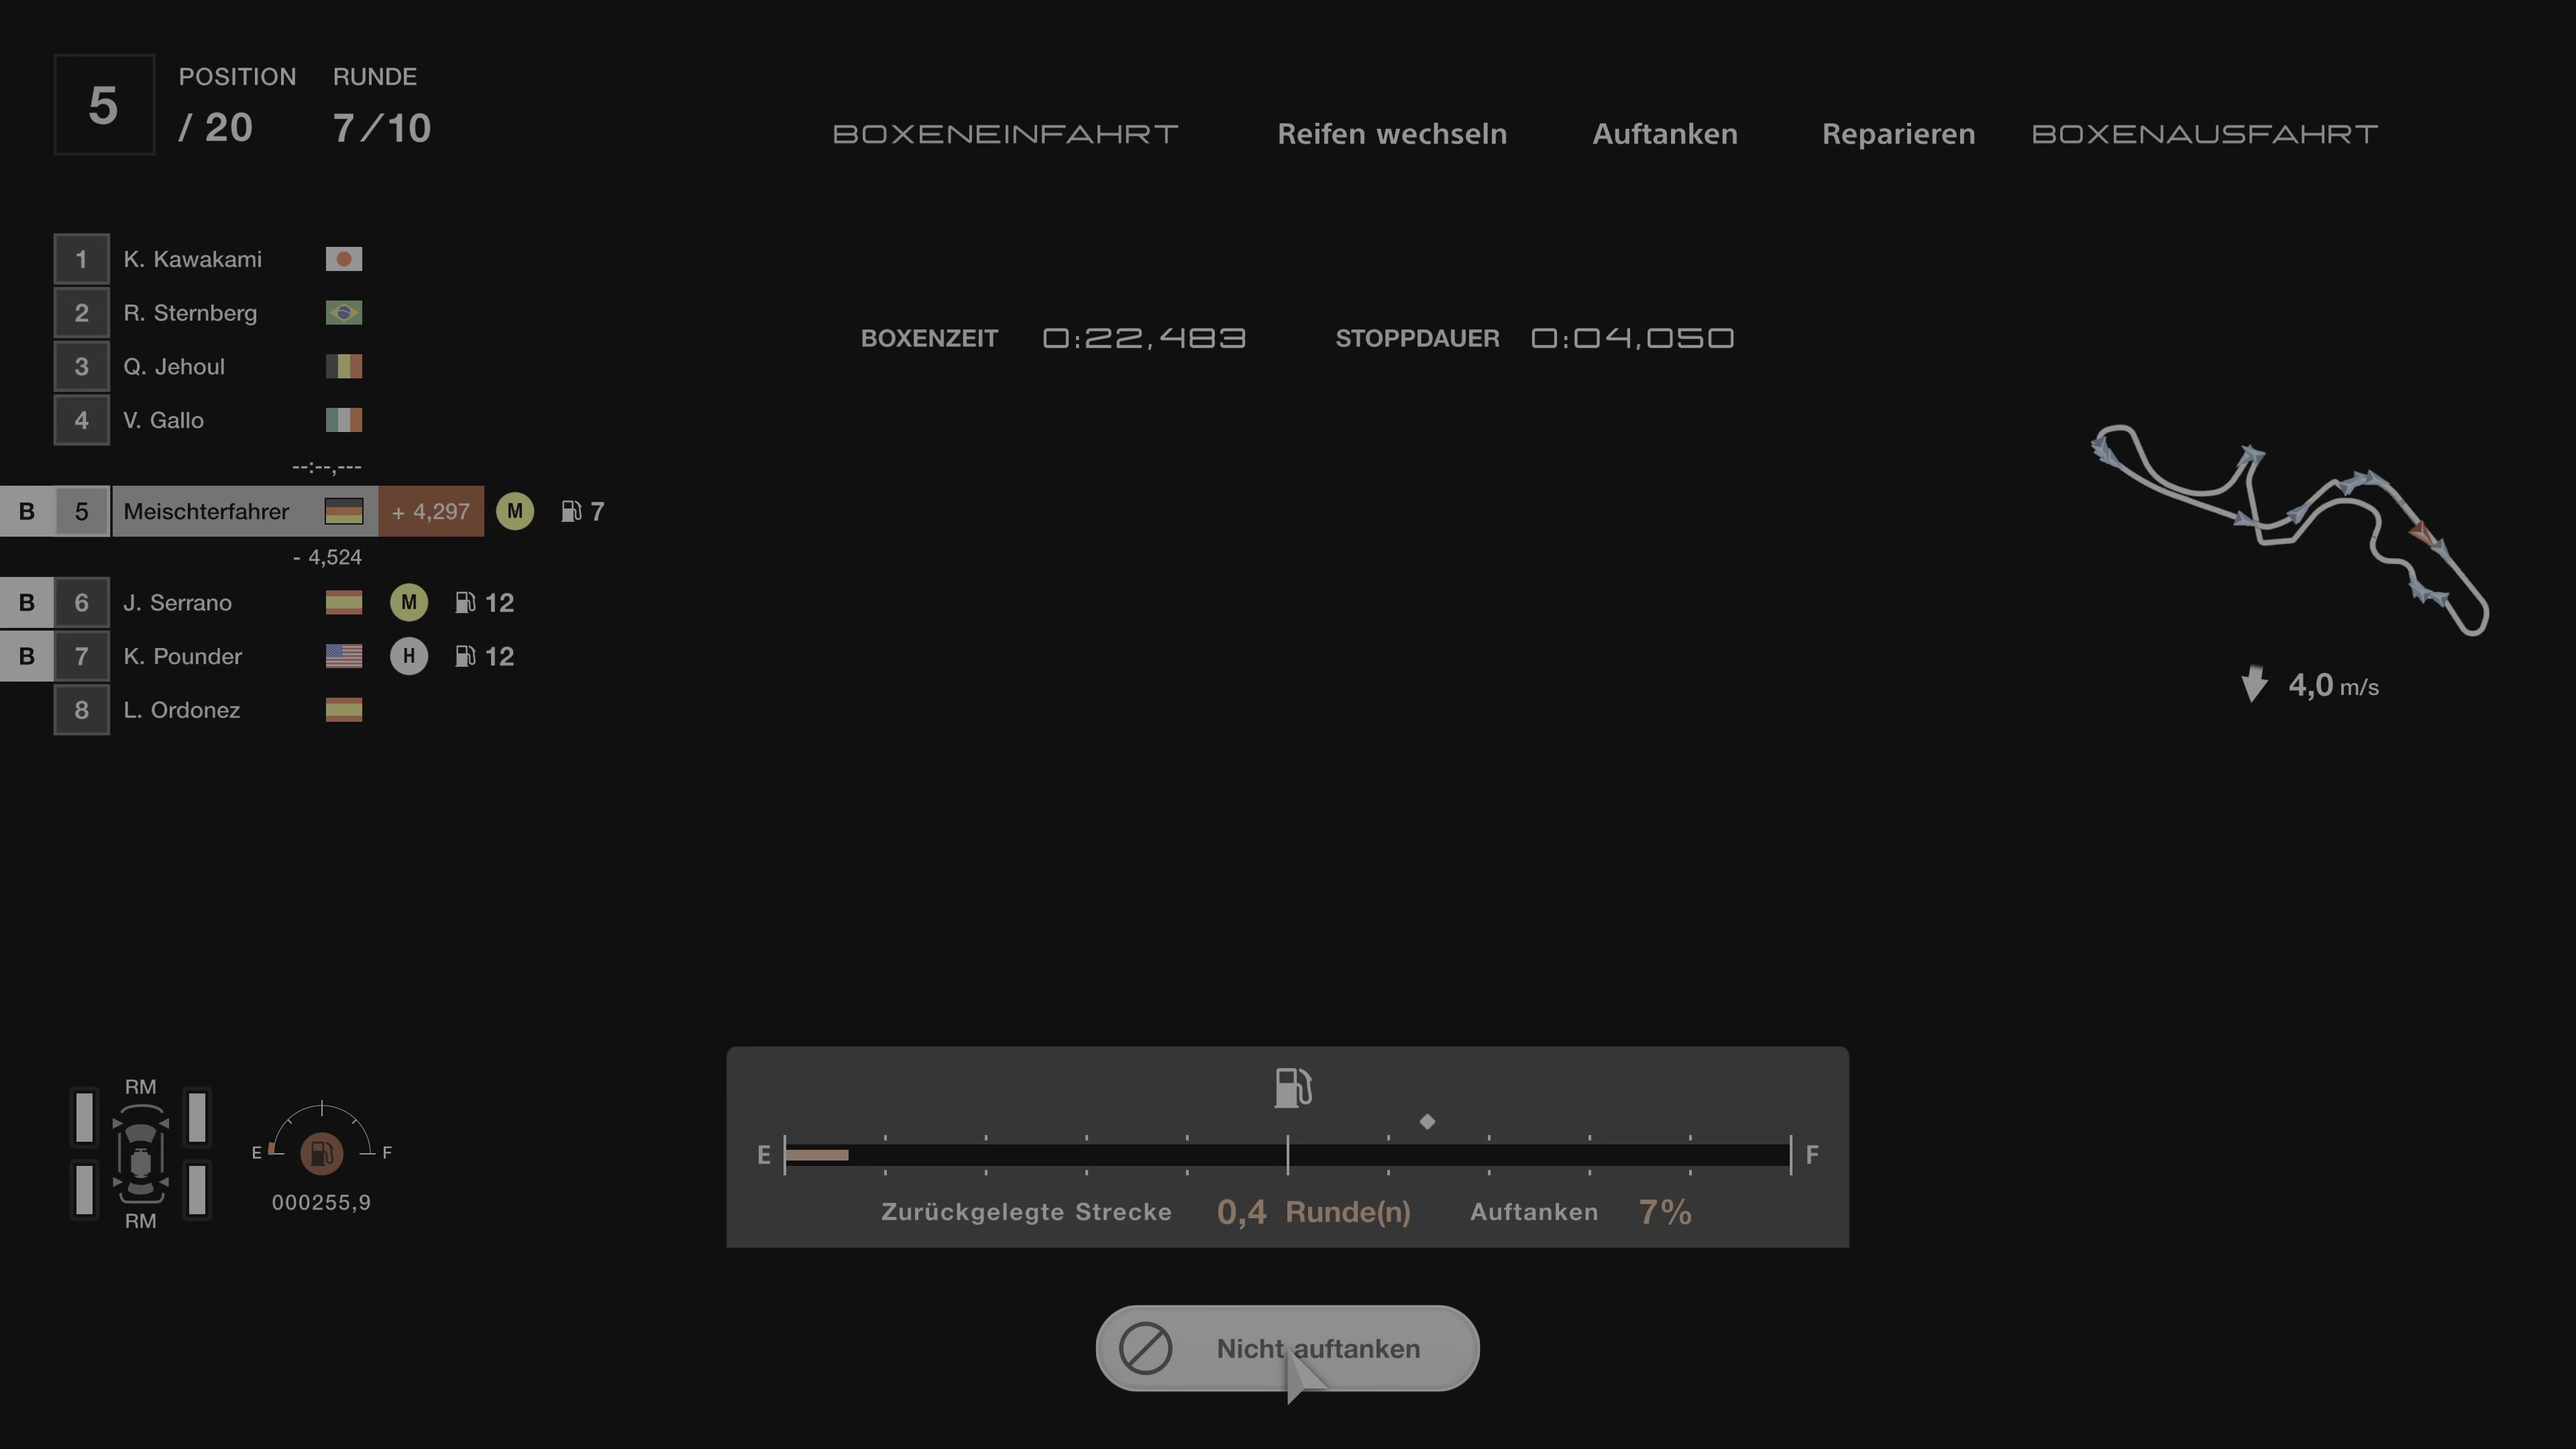 5
POSITION
/ 20
RUNDE
7/10
BOXENEINFAHRT
Reifen wechseln
Auftanken
Reparieren
BOXENAUSFAHRT
1 K. Kawakami
2 R. Sternberg
3 Q. Jehoul
4 V. Gallo
--:--,---
B 5 Meischterfahrer + 4,297 M 7
- 4,524
B 6 J. Serrano M 12
B 7 K. Pounder H 12
8 L. Ordonez
BOXENZEIT 0:22,483
STOPPDAUER 0:04,050
4,0 m/s
RM
RM
E F
000255,9
E F
Zurückgelegte Strecke 0,4 Runde(n) Auftanken 7%
Nicht auftanken